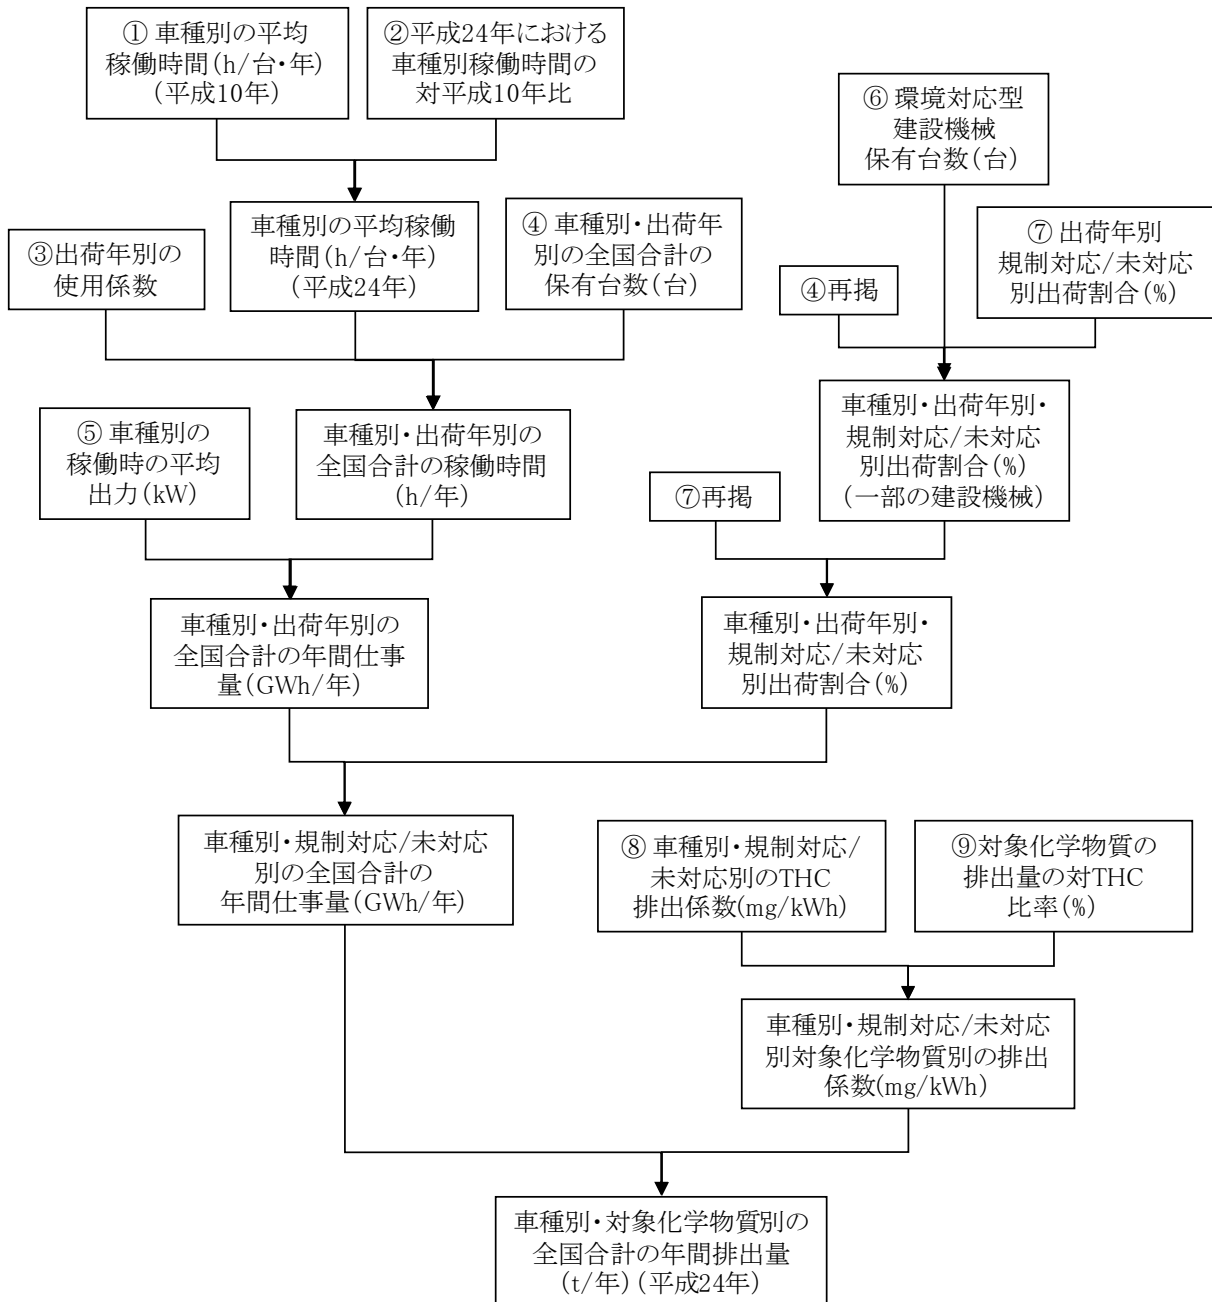 ① 車種別の平均
稼働時間(h/台・年)
(平成10年)
②平成24年における
車種別稼働時間の
対平成10年比
⑥ 環境対応型
建設機械
保有台数(台)
③出荷年別の
使用係数
車種別の平均稼働
時間(h/台・年)
(平成24年)
④ 車種別・出荷年
別の全国合計の
保有台数(台)
④再掲
⑦ 出荷年別
規制対応/未対応
別出荷割合(%)
⑤ 車種別の
稼働時の平均
出力(kW)
車種別・出荷年別の
全国合計の稼働時間
(h/年)
車種別・出荷年別・
規制対応/未対応
別出荷割合(%)
(一部の建設機械)
⑦再掲
車種別・出荷年別の
全国合計の年間仕事
量(GWh/年)
車種別・出荷年別・
規制対応/未対応
別出荷割合(%)
車種別・規制対応/未対応
別の全国合計の
年間仕事量(GWh/年)
⑧ 車種別・規制対応/
未対応別のTHC
排出係数(mg/kWh)
⑨対象化学物質の
排出量の対THC
比率(%)
車種別・規制対応/未対応
別対象化学物質別の排出
係数(mg/kWh)
車種別・対象化学物質別の
全国合計の年間排出量
(t/年)(平成24年)